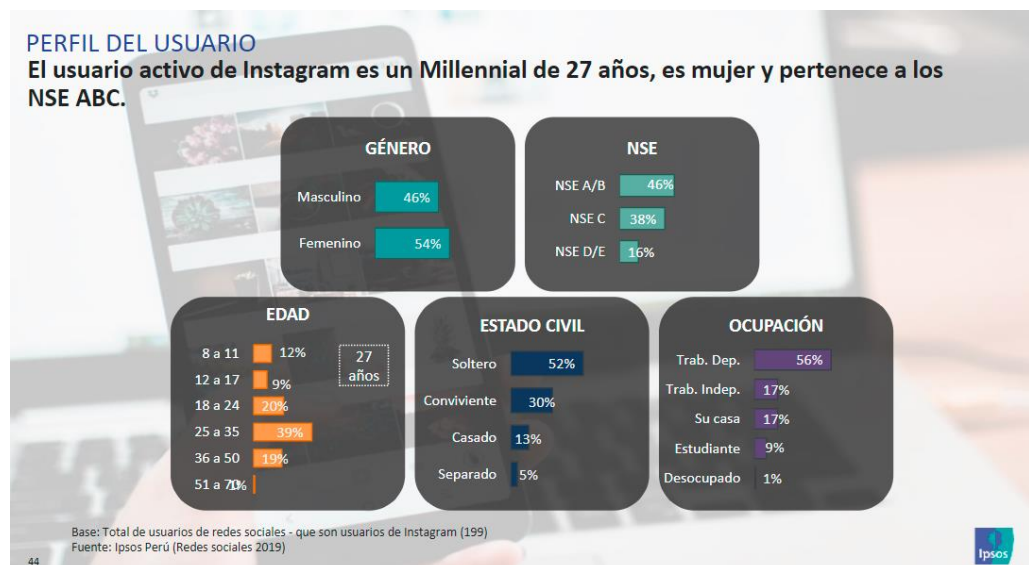 PERFIL DEL USUARIO
El usuario activo de Instagram es un Millennial de 27 años, es mujer y pertenece a los
NSE ABC.
GÉNERO
Masculino 46%
Femenino 54%
NSE
NSE A/B 46%
NSE C 38%
NSE D/E 16%
EDAD
8 a 11 12%
12 a 17 9%
18 a 24 20%
25 a 35 39%
36 a 50 19%
51 a 70 1%
27
años
ESTADO CIVIL
Soltero 52%
Conviviente 30%
Casado 13%
Separado 5%
OCUPACIÓN
Trab. Dep. 56%
Trab. Indep. 17%
Su casa 17%
Estudiante 9%
Desocupado 1%
Base: Total de usuarios de redes sociales - que son usuarios de Instagram (199)
Fuente: Ipsos Perú (Redes sociales 2019)
44
Ipsos